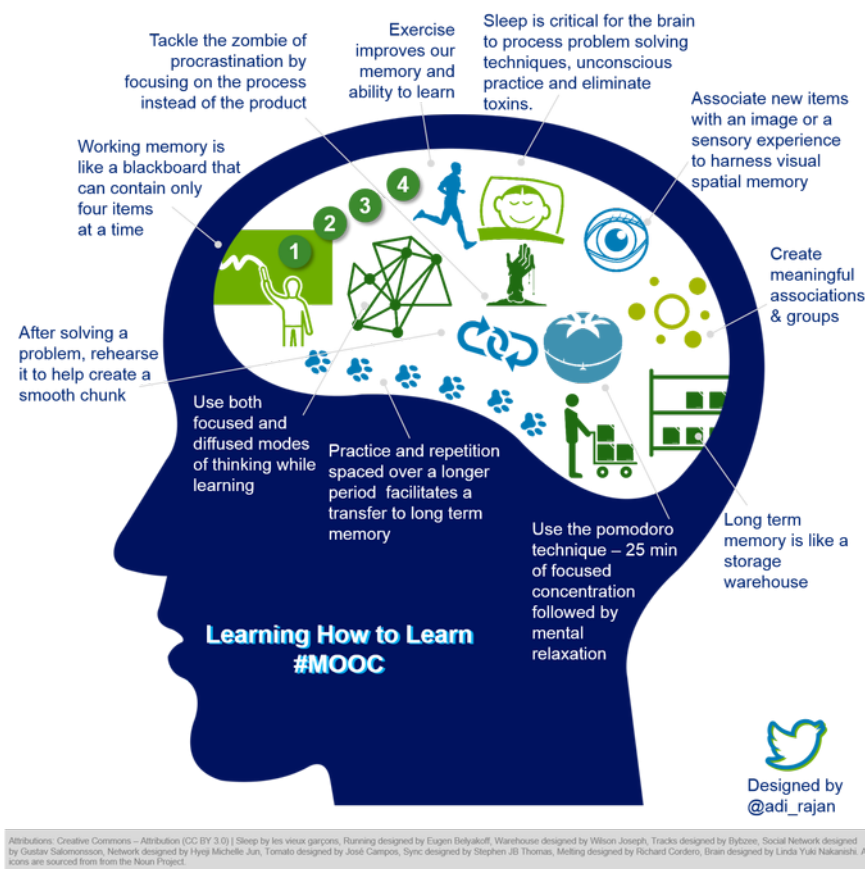 Tackle the zombie of
procrastination by
focusing on the process
instead of the product
Exercise
improves our
memory and
ability to learn
Sleep is critical for the brain
to process problem solving
techniques, unconscious
practice and eliminate
toxins.
Associate new items
with an image or a
sensory experience
to harness visual
spatial memory
Working memory is
like a blackboard that
can contain only
four items
at a time
1
2
3
4
Create
meaningful
associations
& groups
After solving a
problem, rehearse
it to help create a
smooth chunk
Use both
focused and
diffused modes
of thinking while
learning
Practice and repetition
spaced over a longer
period facilitates a
transfer to long term
memory
Use the pomodoro
technique – 25 min
of focused
concentration
followed by
mental
relaxation
Long term
memory is like a
storage
warehouse
Learning How to Learn
#MOOC
Designed by
@adi_rajan
Attributions: Creative Commons – Attribution (CC BY 3.0) | Sleep by les vieux garçons, Running designed by Eugen Belyakoff, Warehouse designed by Wilson Joseph, Tracks designed by Bybzee, Social Network designed
by Gustav Salomonsson, Network designed by Hyeji Michelle Jun, Tomato designed by José Campos, Sync designed by Stephen JB Thomas, Melting designed by Richard Cordero, Brain designed by Linda Yuki Nakanishi.
icons are sourced from from the Noun Project.